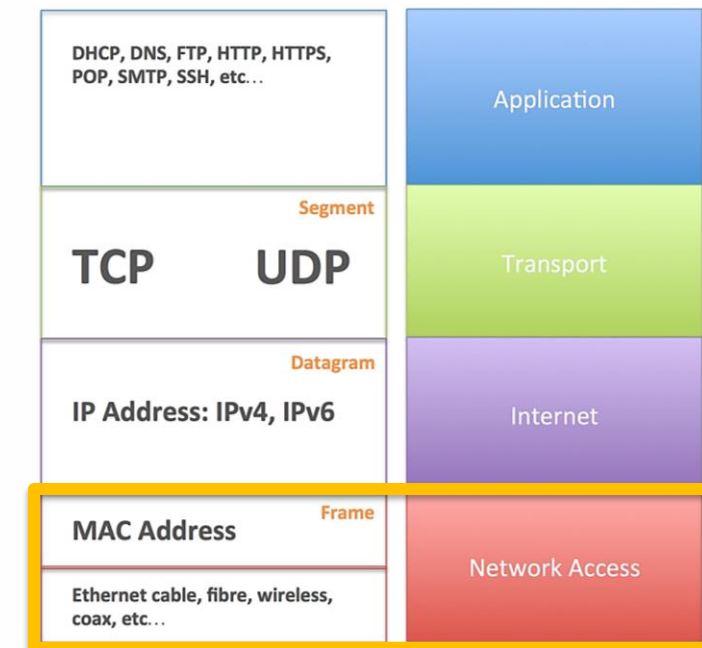 DHCP, DNS, FTP, HTTP, HTTPS,
POP, SMTP, SSH, etc...
Application
Segment
TCP UDP
Transport
Datagram
IP Address: IPv4, IPv6
Internet
Frame
MAC Address
Network Access
Ethernet cable, fibre, wireless,
coax, etc...